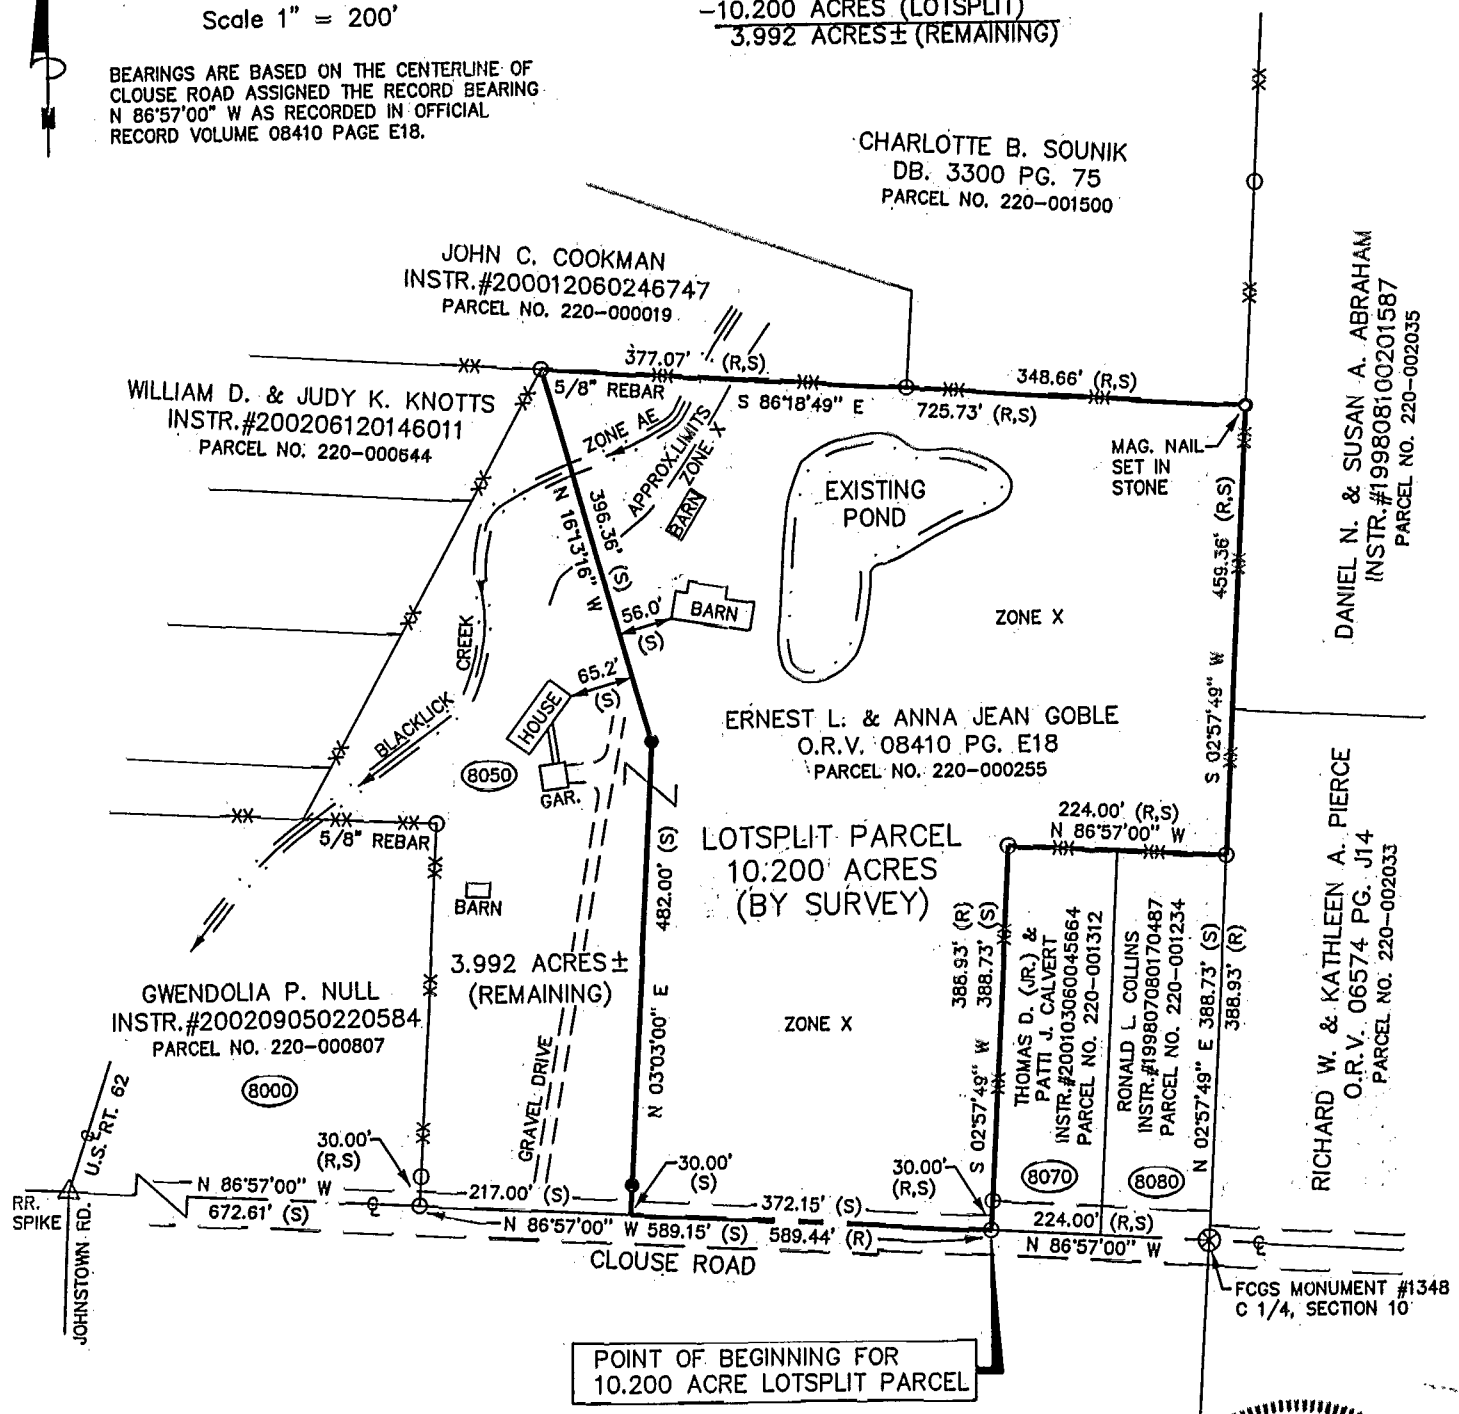 Scale 1" = 200'
-10.200 ACRES (LOTSPLIT)
3.992 ACRES± (REMAINING)
BEARINGS ARE BASED ON THE CENTERLINE OF
CLOUSE ROAD ASSIGNED THE RECORD BEARING
N 86°57'00" W AS RECORDED IN OFFICIAL
RECORD VOLUME 08410 PAGE E18.
CHARLOTTE B. SOUNIK
DB. 3300 PG. 75
PARCEL NO. 220-001500
JOHN C. COOKMAN
INSTR.#200012060246747
PARCEL NO. 220-000019
DANIEL N. & SUSAN A. ABRAHAM
INSTR.#199808100201587
PARCEL NO. 220-002035
377.07' (R,S)
5/8" REBAR
S 86°18'49" E
348.66' (R,S)
725.73' (R,S)
WILLIAM D. & JUDY K. KNOTTS
INSTR.#200206120146011
PARCEL NO. 220-000644
ZONE AE
APPROX. LIMITS
ZONE X
BARN
MAG. NAIL
SET IN
STONE
EXISTING
POND
396.36' (S)
N 16°13'16" W
459.36' (R,S)
S 02°57'49" W
56.0'
(S)
BARN
ZONE X
CREEK
BLACKLICK
65.2'
(S)
HOUSE
8050
GAR.
ERNEST L. & ANNA JEAN GOBLE
O.R.V. 08410 PG. E18
PARCEL NO. 220-000255
224.00' (R,S)
N 86°57'00" W
5/8" REBAR
LOTSPLIT PARCEL
10.200 ACRES
(BY SURVEY)
482.00' (S)
N 03°03'00" E
BARN
3.992 ACRES±
(REMAINING)
GWENDOLIA P. NULL
INSTR.#200209050220584
PARCEL NO. 220-000807
8000
ZONE X
386.93' (R)
388.73' (S)
S 02°57'49" W
THOMAS D. (JR.) &
PATTI J. CALVERT
INSTR.#200103060045664
PARCEL NO. 220-001312
RONALD L. COLLINS
INSTR.#199807080170487
PARCEL NO. 220-001234
N 02°57'49" E 388.73' (S)
388.93' (R)
RICHARD W. & KATHLEEN A. PIERCE
O.R.V. 06574 PG. J14
PARCEL NO. 220-002033
GRAVEL DRIVE
U.S. RT. 62
30.00'
(R,S)
30.00'
(S)
30.00'
(R,S)
8070
8080
RR.
SPIKE
N 86°57'00" W
672.61' (S)
217.00' (S)
372.15' (S)
N 86°57'00" W 589.15' (S) 589.44' (R)
224.00' (R,S)
N 86°57'00" W
CLOUSE ROAD
JOHNSTOWN RD.
FCGS MONUMENT #1348
C 1/4, SECTION 10
POINT OF BEGINNING FOR
10.200 ACRE LOTSPLIT PARCEL